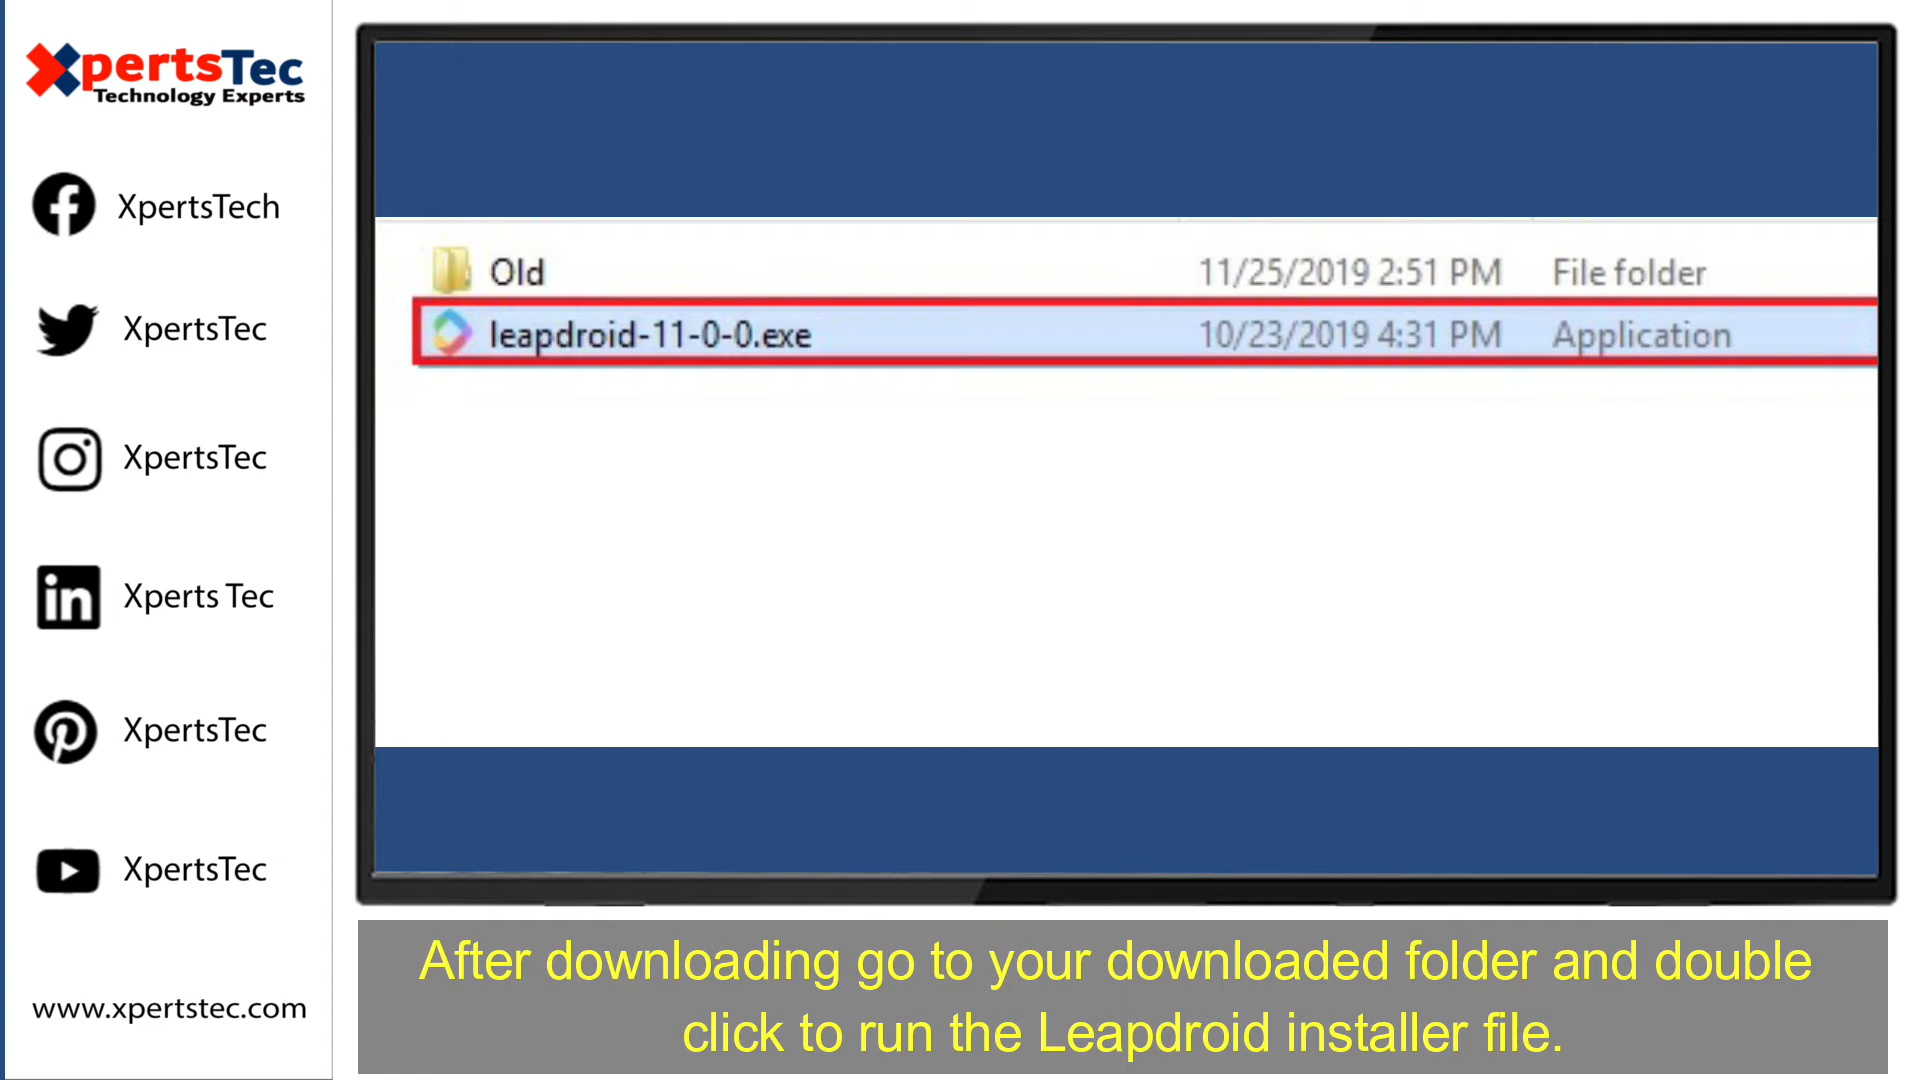 XpertsTec
Technology Experts
XpertsTech
XpertsTec
XpertsTec
Xperts Tec
XpertsTec
XpertsTec
www.xpertstec.com
Old 11/25/2019 2:51 PM File folder
leapdroid-11-0-0.exe 10/23/2019 4:31 PM Application
After downloading go to your downloaded folder and double
click to run the Leapdroid installer file.